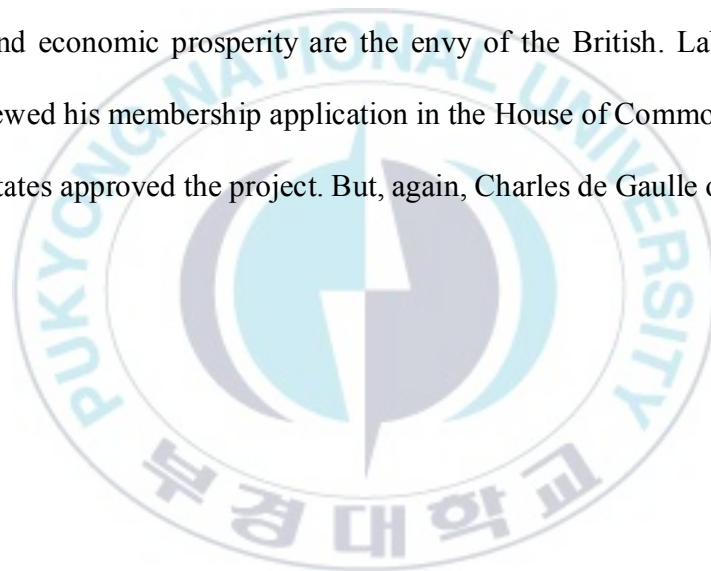 nd economic prosperity are the envy of the British. La
ewed his membership application in the House of Commo
tates approved the project. But, again, Charles de Gaulle
PUKYONG NATIONAL UNIVERSITY
부경대학교